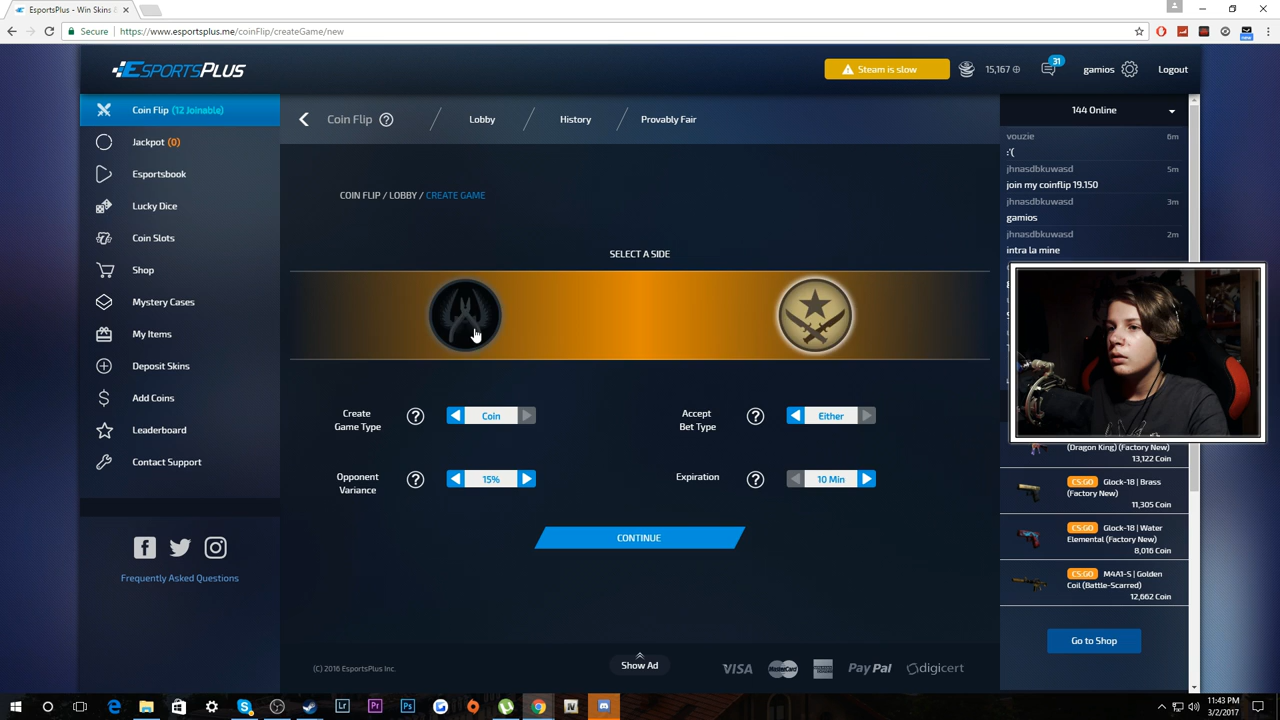 EsportsPlus - Win Skins &
Secure
https://www.esportsplus.me/coinFlip/createGame/new
new
ESPORTSPLUS
Steam is slow
15,167
31
gamios
Logout
Coin Flip (12 Joinable)
Jackpot (0)
Esportsbook
Lucky Dice
Coin Slots
Shop
Mystery Cases
My Items
Deposit Skins
Add Coins
Leaderboard
Contact Support
Frequently Asked Questions
Coin Flip ?
Lobby
History
Provably Fair
COIN FLIP / LOBBY / CREATE GAME
SELECT A SIDE
Create
Game Type
?
Coin
Accept
Bet Type
?
Either
Opponent
Variance
?
15%
Expiration
?
10 Min
CONTINUE
(C) 2016 EsportsPlus Inc.
Show Ad
VISA
MasterCard
PayPal
digicert
144 Online
vouzie 6m
:'(
jhnasdbkuwasd 5m
join my coinflip 19.150
jhnasdbkuwasd 3m
gamios
jhnasdbkuwasd 2m
intra la mine
(Dragon King) (Factory New)
13,122 Coin
CS:GO Glock-18 | Brass
(Factory New)
11,305 Coin
CS:GO Glock-18 | Water
Elemental (Factory New)
8,016 Coin
CS:GO M4A1-S | Golden
Coil (Battle-Scarred)
12,662 Coin
Go to Shop
Lr
Pr
Ps
11:43 PM
3/2/2017